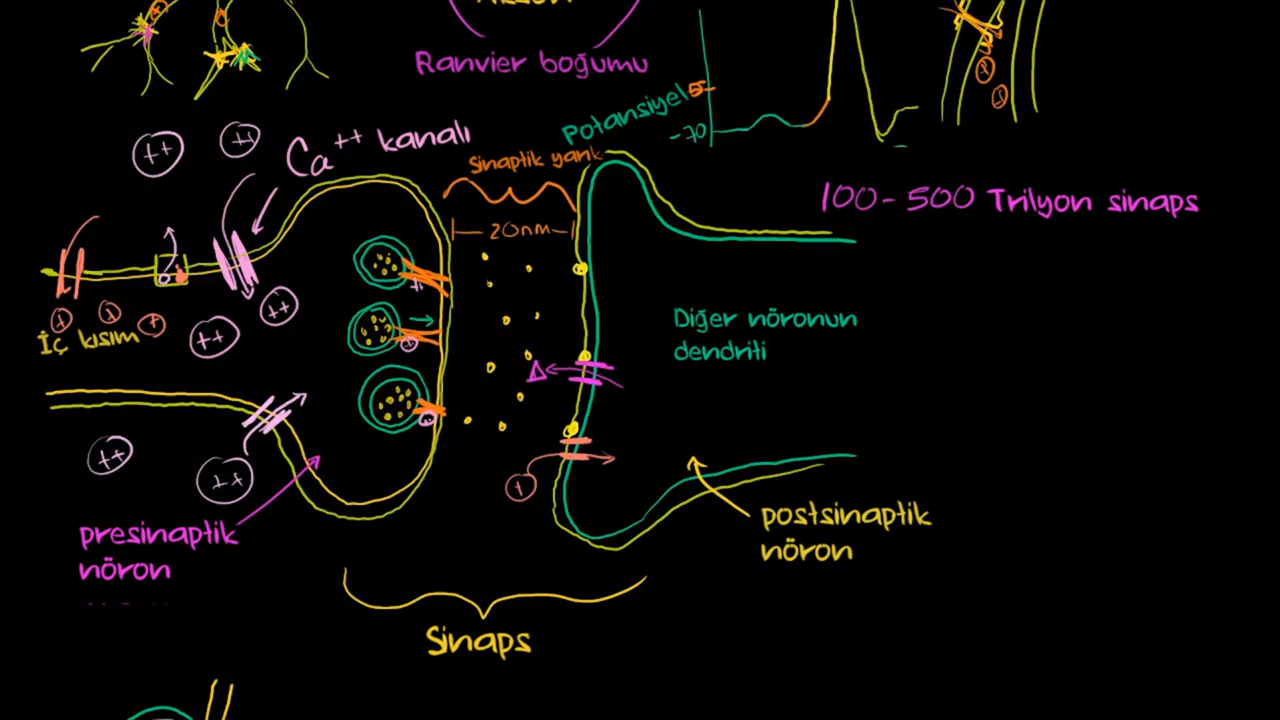 Ranvier boğumu
Potansiyel
-70
Ca++ kanalı
Sinaptik yarık
20nm
100-500 Trilyon sinaps
++
++
++
++
++
++
+
+
İç kısım
Diğer nöronun
dendriti
presinaptik
nöron
postsinaptik
nöron
Sinaps